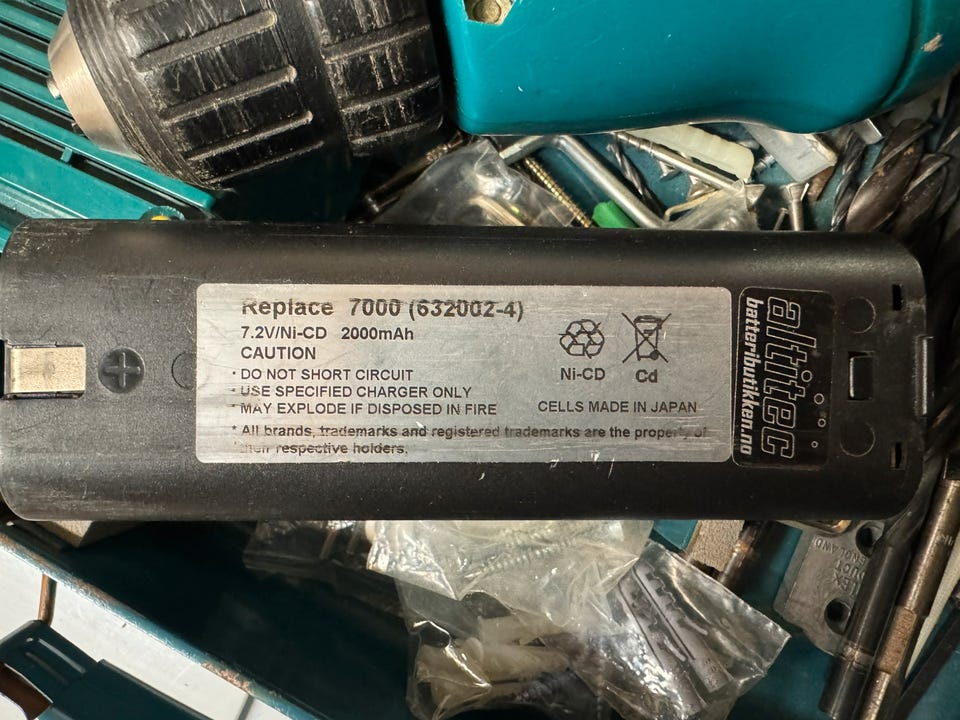 Replace 7000 (632002-4)
7.2V/Ni-CD 2000mAh
CAUTION
· DO NOT SHORT CIRCUIT
· USE SPECIFIED CHARGER ONLY
· MAY EXPLODE IF DISPOSED IN FIRE
* All brands, trademarks and registered trademarks are the property of
their respective holders.
Ni-CD Cd
CELLS MADE IN JAPAN
altitec
batteributikken.no
+